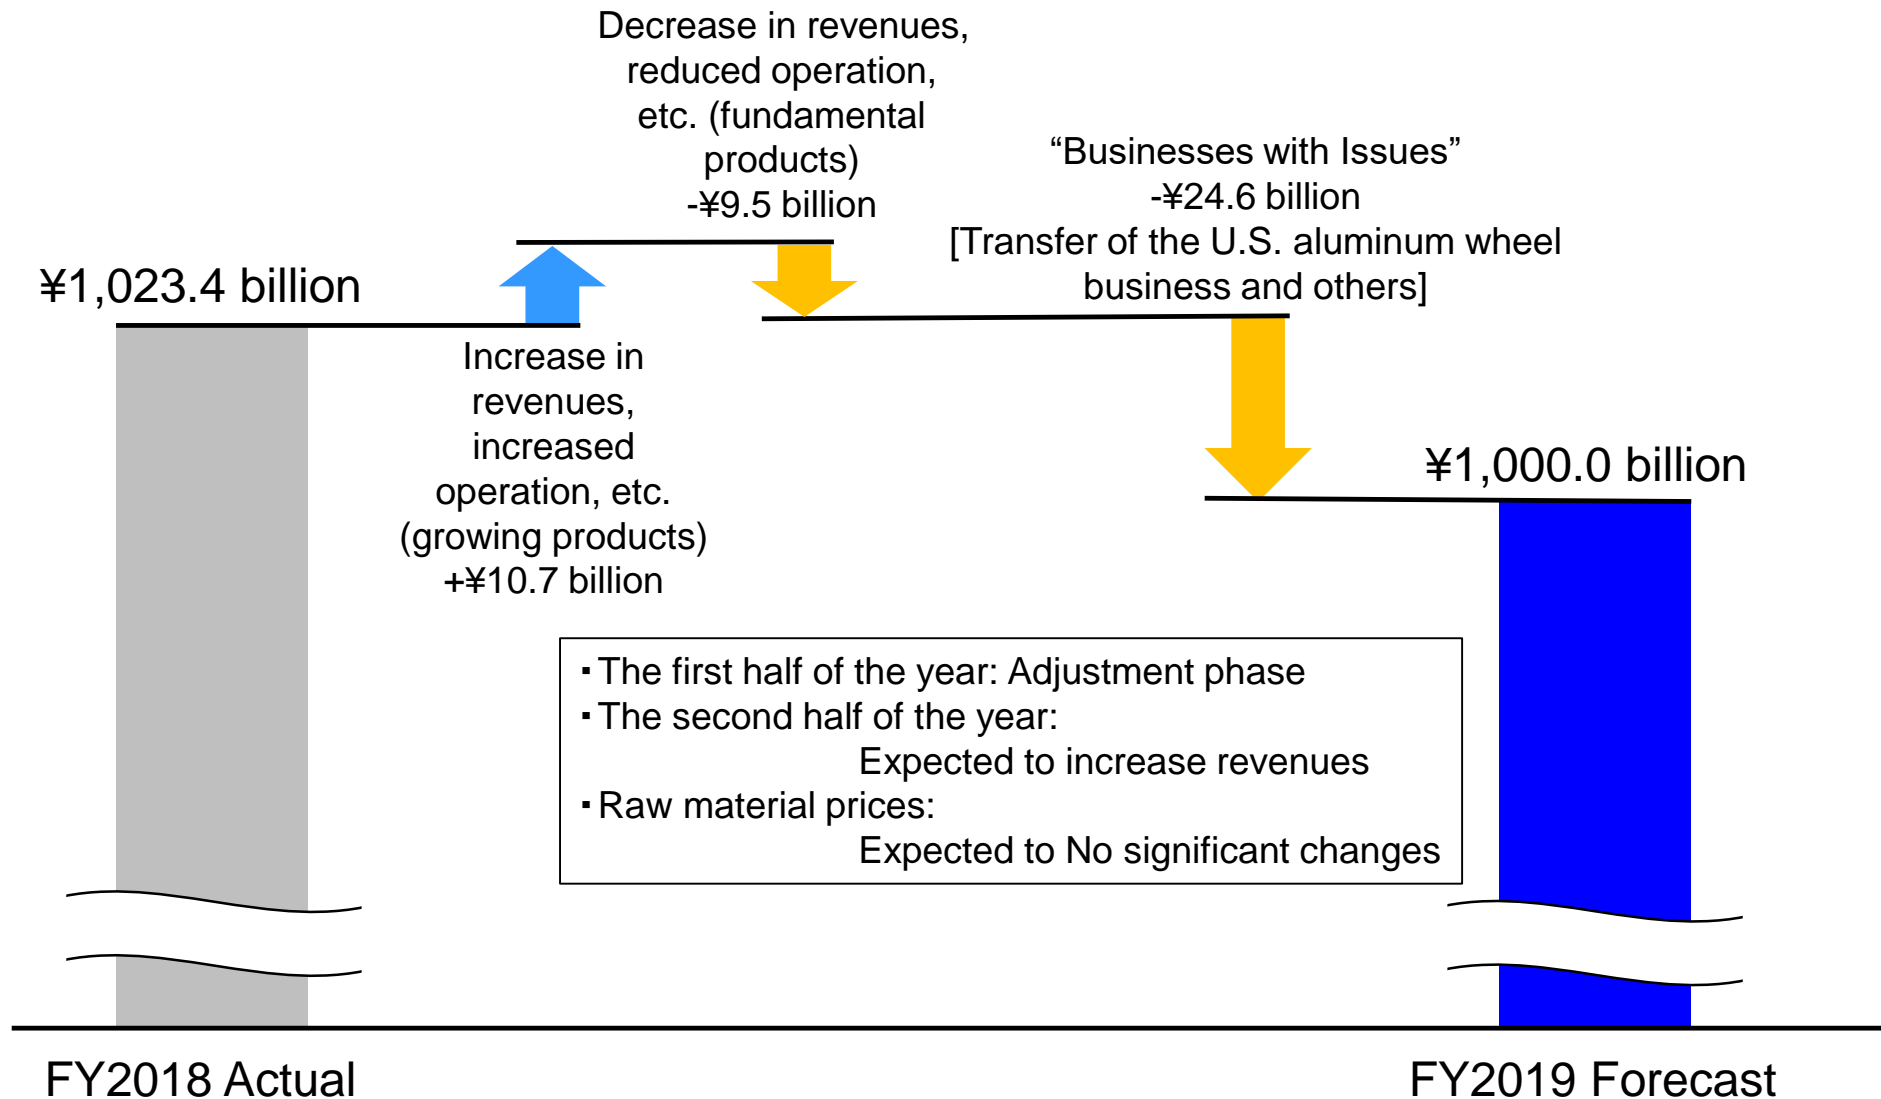 Decrease in revenues,
reduced operation,
etc. (fundamental
products)
-¥9.5 billion
“Businesses with Issues”
-¥24.6 billion
[Transfer of the U.S. aluminum wheel
business and others]
¥1,023.4 billion
Increase in
revenues,
increased
operation, etc.
(growing products)
+¥10.7 billion
¥1,000.0 billion
・The first half of the year: Adjustment phase
・The second half of the year:
Expected to increase revenues
・Raw material prices:
Expected to No significant changes
FY2018 Actual
FY2019 Forecast